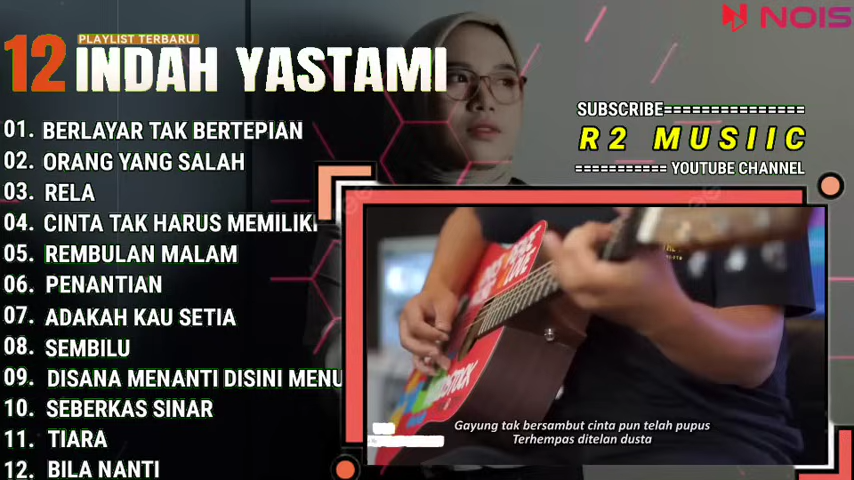 PLAYLIST TERBARU
12 INDAH YASTAMI
NOIS
SUBSCRIBE================
R2 MUSIIC
=========== YOUTUBE CHANNEL
01. BERLAYAR TAK BERTEPIAN
02. ORANG YANG SALAH
03. RELA
04. CINTA TAK HARUS MEMILIKI
05. REMBULAN MALAM
06. PENANTIAN
07. ADAKAH KAU SETIA
08. SEMBILU
09. DISANA MENANTI DISINI MENU
10. SEBERKAS SINAR
11. TIARA
12. BILA NANTI
LOVE
Gayung tak bersambut cinta pun telah pupus
Terhempas ditelan dusta